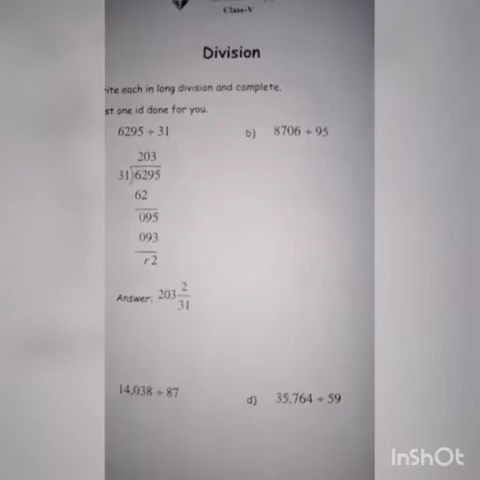 Class-V
Division
ite each in long division and complete.
st one id done for you.
6295 ÷ 31
b) 8706 ÷ 95
203
31)6295
62
095
093
r 2
Answer: 203 2/31
14,038 ÷ 87
d) 35,764 ÷ 59
InShOt